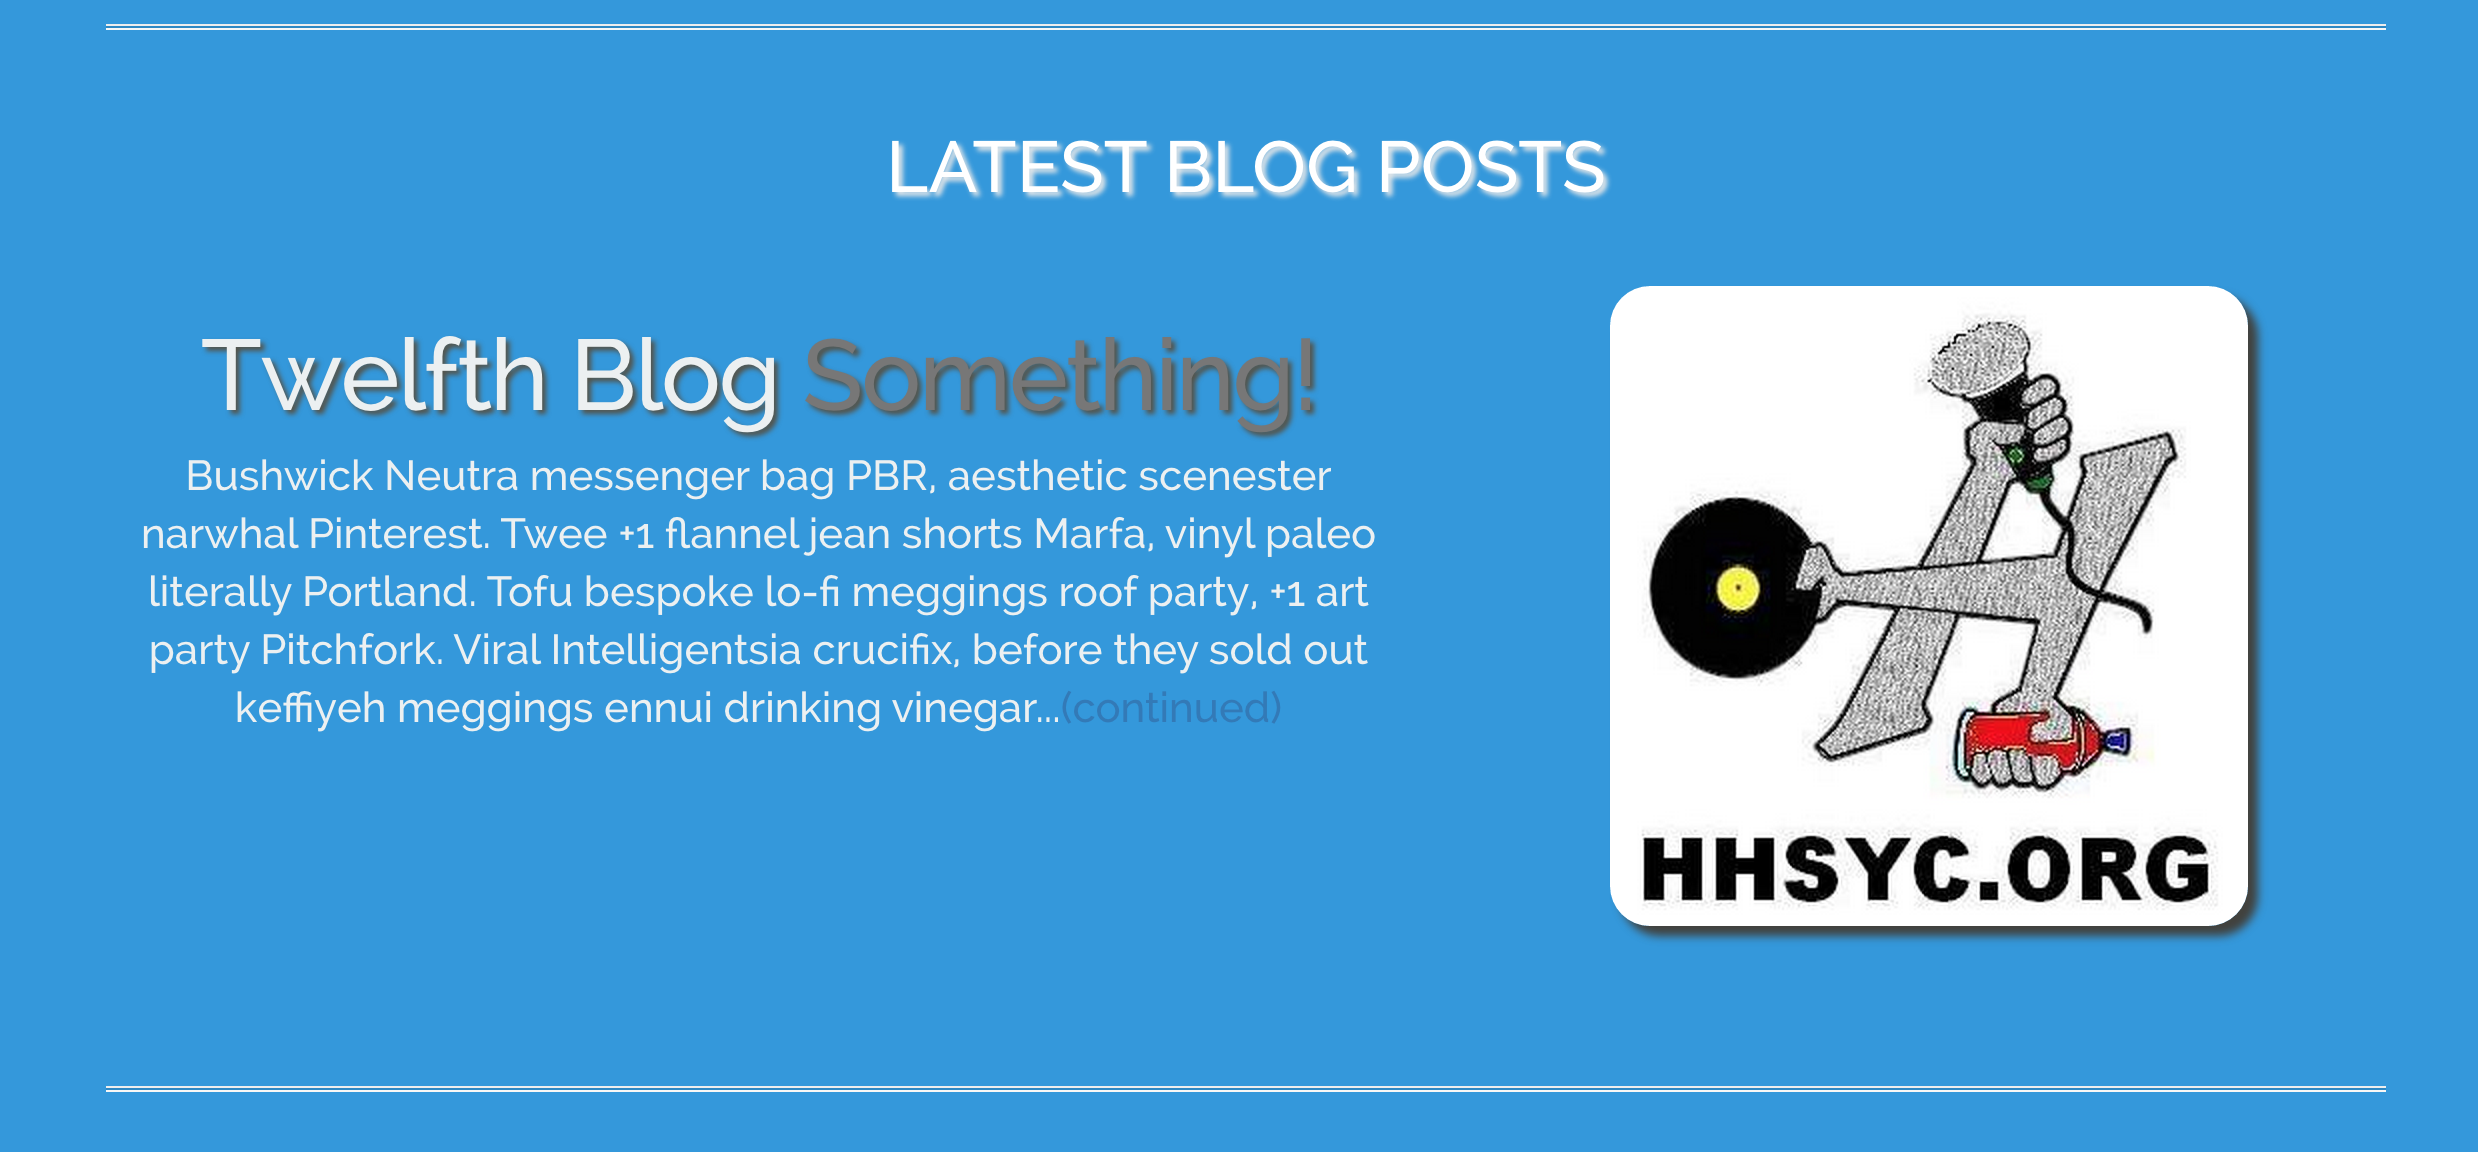 LATEST BLOG POSTS
Twelfth Blog Something!
Bushwick Neutra messenger bag PBR, aesthetic scenester
narwhal Pinterest. Twee +1 flannel jean shorts Marfa, vinyl paleo
literally Portland. Tofu bespoke lo-fi meggings roof party, +1 art
party Pitchfork. Viral Intelligentsia crucifix, before they sold out
keffiyeh meggings ennui drinking vinegar...(continued)
HHSYC.ORG